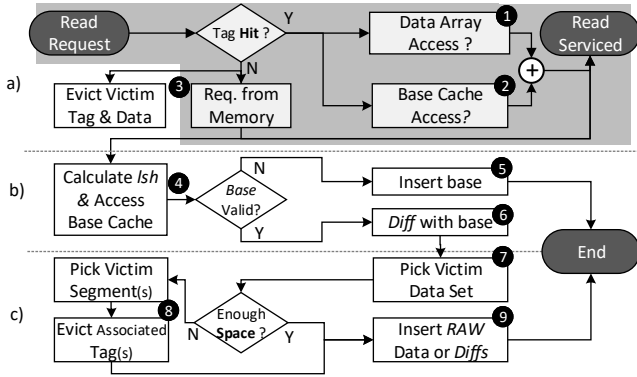 Read
Request
Tag Hit ?
Y
N
1
Data Array
Access ?
Read
Serviced
+
a)
Evict Victim
Tag & Data
3
Req. from
Memory
2
Base Cache
Access?
b)
Calculate lsh
& Access
Base Cache
4
Base
Valid?
N
Y
5
Insert base
6
Diff with base
End
c)
Pick Victim
Segment(s)
8
Evict Associated
Tag(s)
Enough
Space ?
N
Y
7
Pick Victim
Data Set
9
Insert RAW
Data or Diffs